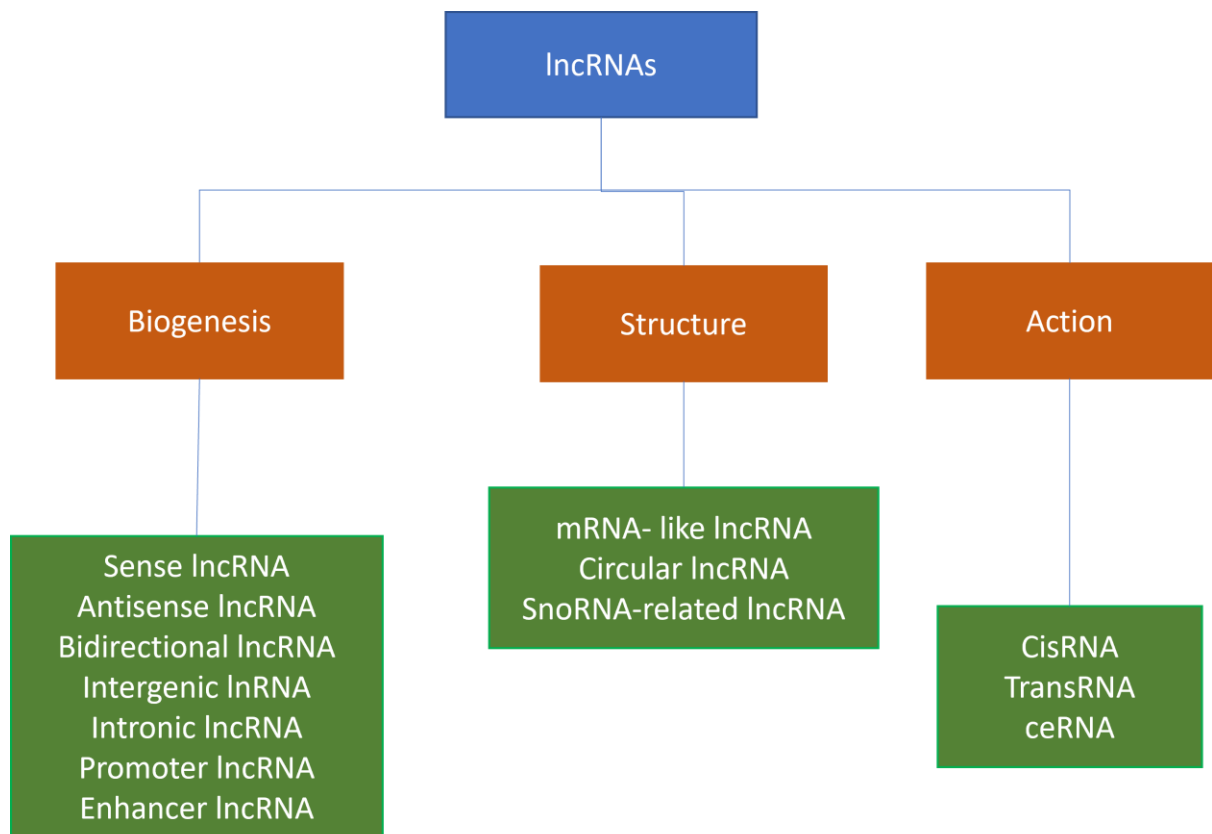 lncRNAs
Biogenesis
Structure
Action
Sense lncRNA
Antisense lncRNA
Bidirectional lncRNA
Intergenic lnRNA
Intronic lncRNA
Promoter lncRNA
Enhancer lncRNA
mRNA- like lncRNA
Circular lncRNA
SnoRNA-related lncRNA
CisRNA
TransRNA
ceRNA